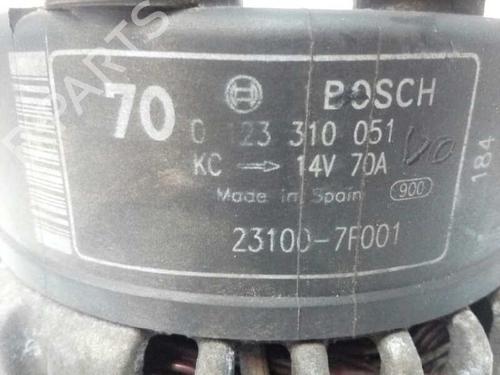 70 BOSCH
0 123 310 051
KC → 14V 70A
Made in Spain 900
23100-7F001
184